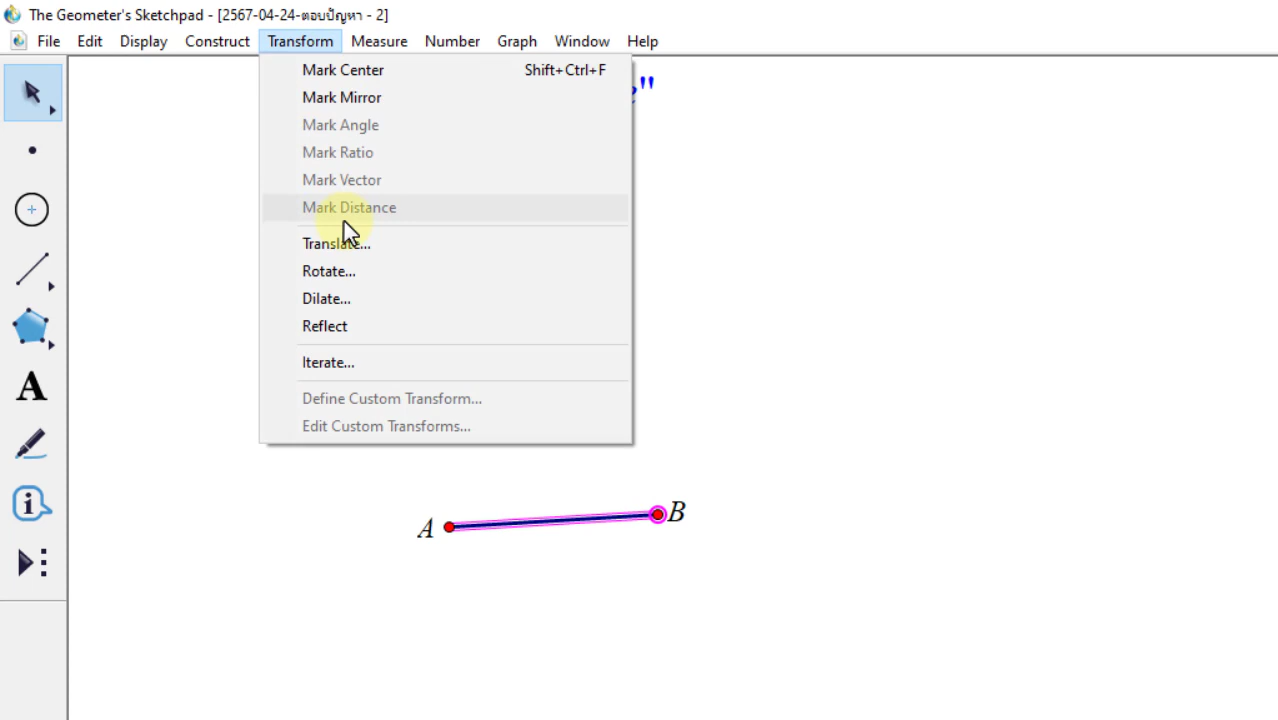 The Geometer's Sketchpad - [2567-04-24-ตอบปัญหา - 2]
File Edit Display Construct Transform Measure Number Graph Window Help
Mark Center Shift+Ctrl+F
Mark Mirror
Mark Angle
Mark Ratio
Mark Vector
Mark Distance
Translate...
Rotate...
Dilate...
Reflect
Iterate...
Define Custom Transform...
Edit Custom Transforms...
A
B